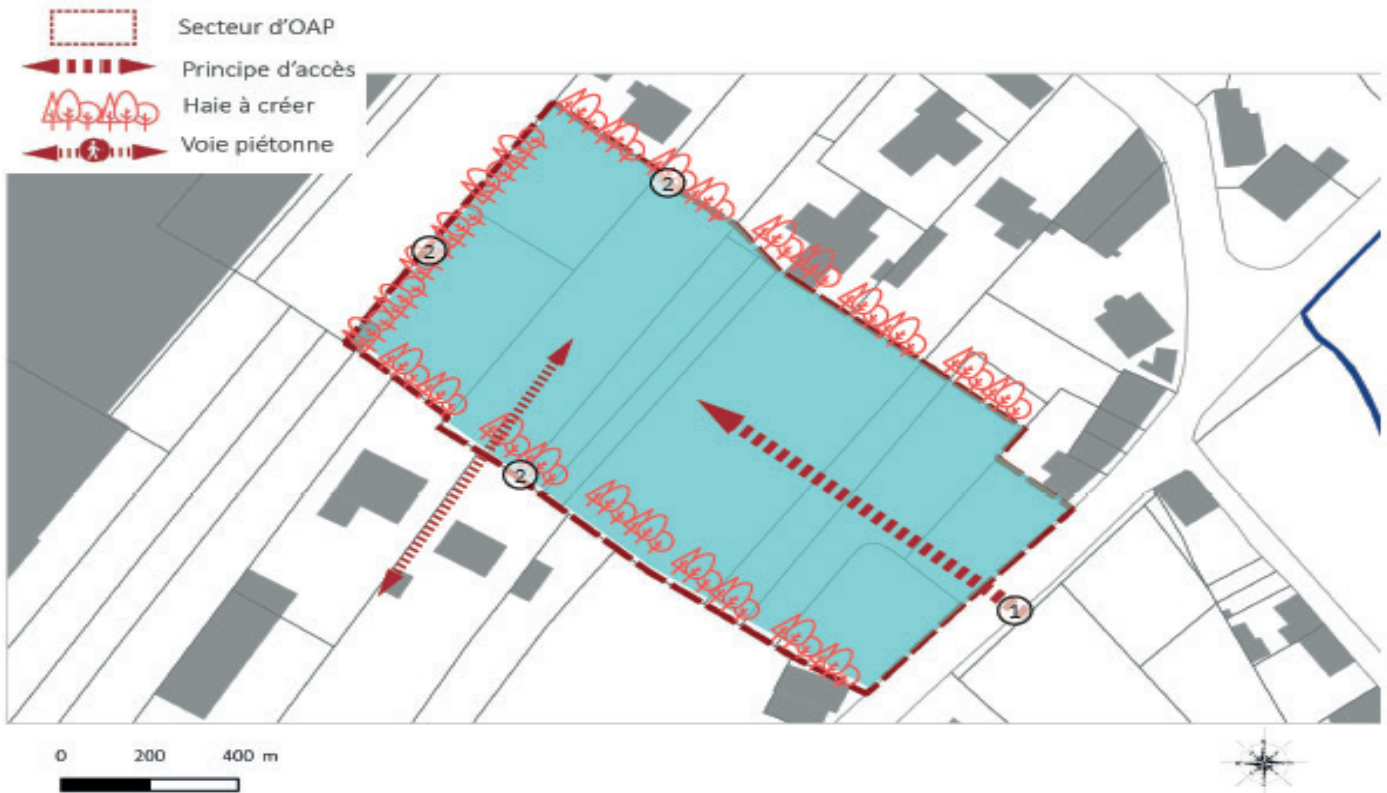 Secteur d'OAP
Principe d'accès
Haie à créer
Voie piétonne
2
2
2
1
0 200 400 m